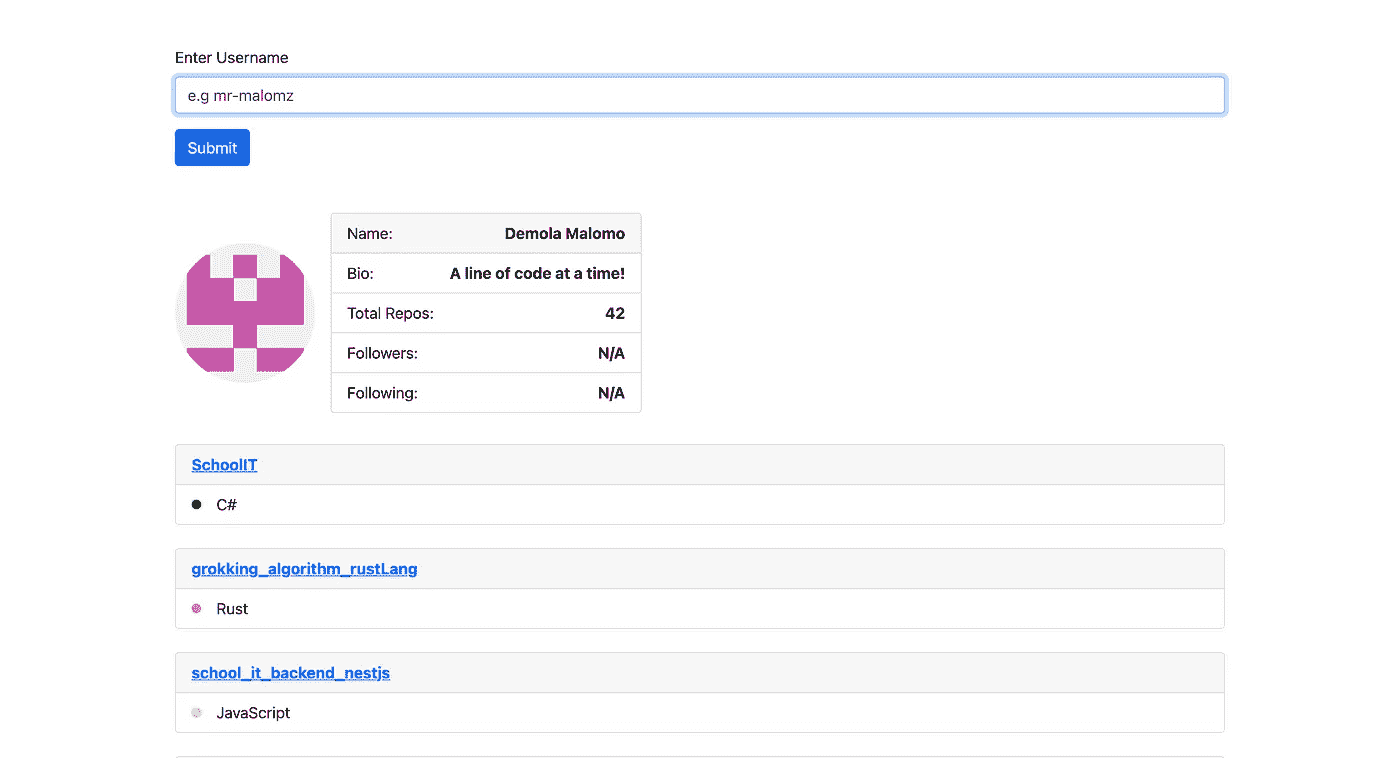 Enter Username
e.g mr-malomz
Submit
Name: Demola Malomo
Bio: A line of code at a time!
Total Repos: 42
Followers: N/A
Following: N/A
SchoolIT
C#
grokking_algorithm_rustLang
Rust
school_it_backend_nestjs
JavaScript